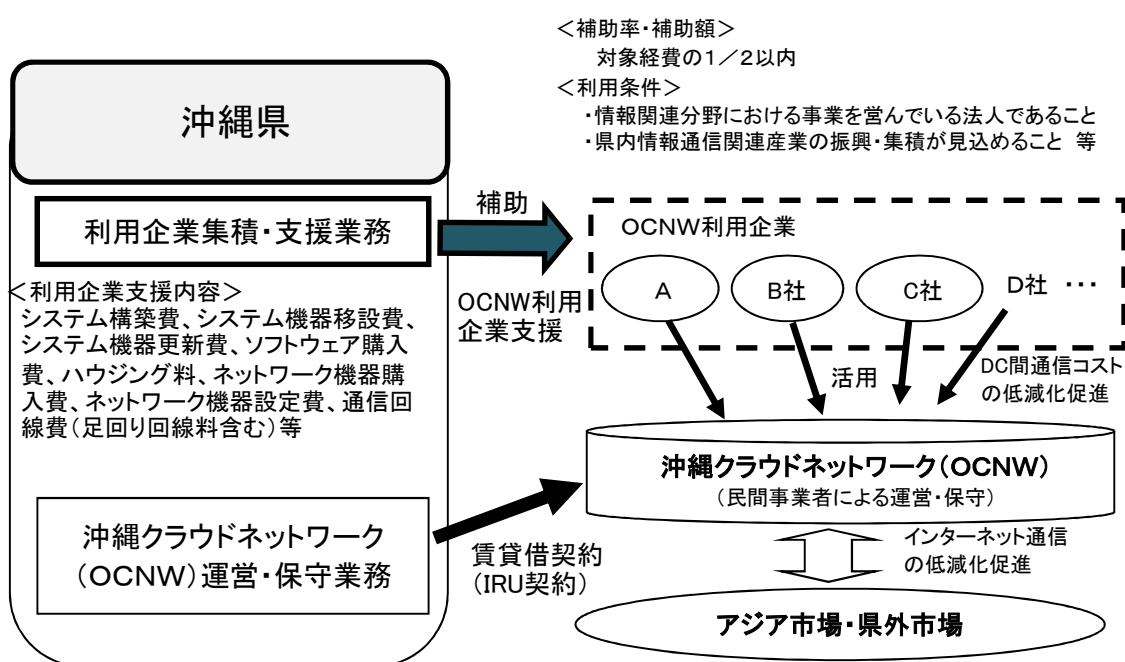 ＜補助率・補助額＞
対象経費の1／2以内
＜利用条件＞
・情報関連分野における事業を営んでいる法人であること
・県内情報通信関連産業の振興・集積が見込めること 等
沖縄県
利用企業集積・支援業務
＜利用企業支援内容＞
システム構築費、システム機器移設費、
システム機器更新費、ソフトウェア購入
費、ハウジング料、ネットワーク機器購
入費、ネットワーク機器設定費、通信回
線費（足回り回線料含む）等
補助
OCNW利用
企業支援
OCNW利用企業
A
B社
C社
D社 ･･･
活用
DC間通信コスト
の低減化促進
沖縄クラウドネットワーク（OCNW）
（民間事業者による運営・保守）
沖縄クラウドネットワーク
（OCNW）運営・保守業務
賃貸借契約
（IRU契約）
インターネット通信
の低減化促進
アジア市場・県外市場